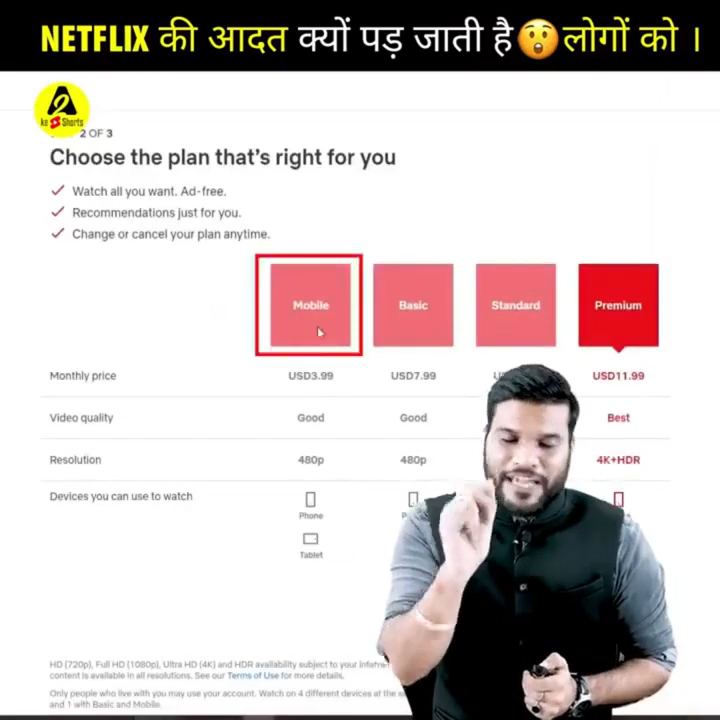 NETFLIX की आदत क्यों पड़ जाती है😲लोगों को ।
A2
ke Shorts
2 OF 3
Choose the plan that's right for you
Watch all you want. Ad-free.
Recommendations just for you.
Change or cancel your plan anytime.
Mobile Basic Standard Premium
Monthly price USD3.99 USD7.99 USD11.99
Video quality Good Good Best
Resolution 480p 480p 4K+HDR
Devices you can use to watch
Phone
Tablet
HD (720p), Full HD (1080p), Ultra HD (4K) and HDR availability subject to your internet
content is available in all resolutions. See our Terms of Use for more details.
Only people who live with you may use your account. Watch on 4 different devices at the
and 1 with Basic and Mobile.